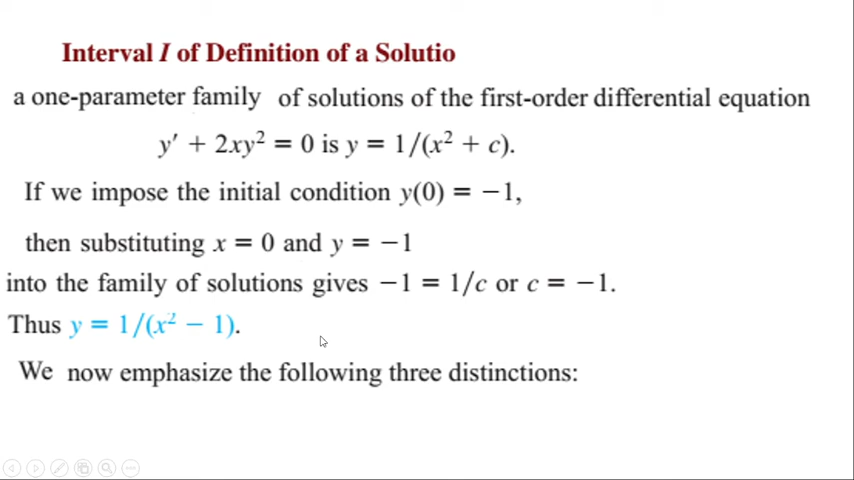 Interval I of Definition of a Solutio
a one-parameter family of solutions of the first-order differential equation
y′ + 2xy² = 0 is y = 1/(x² + c).
If we impose the initial condition y(0) = −1,
then substituting x = 0 and y = −1
into the family of solutions gives −1 = 1/c or c = −1.
Thus y = 1/(x² − 1).
We now emphasize the following three distinctions: